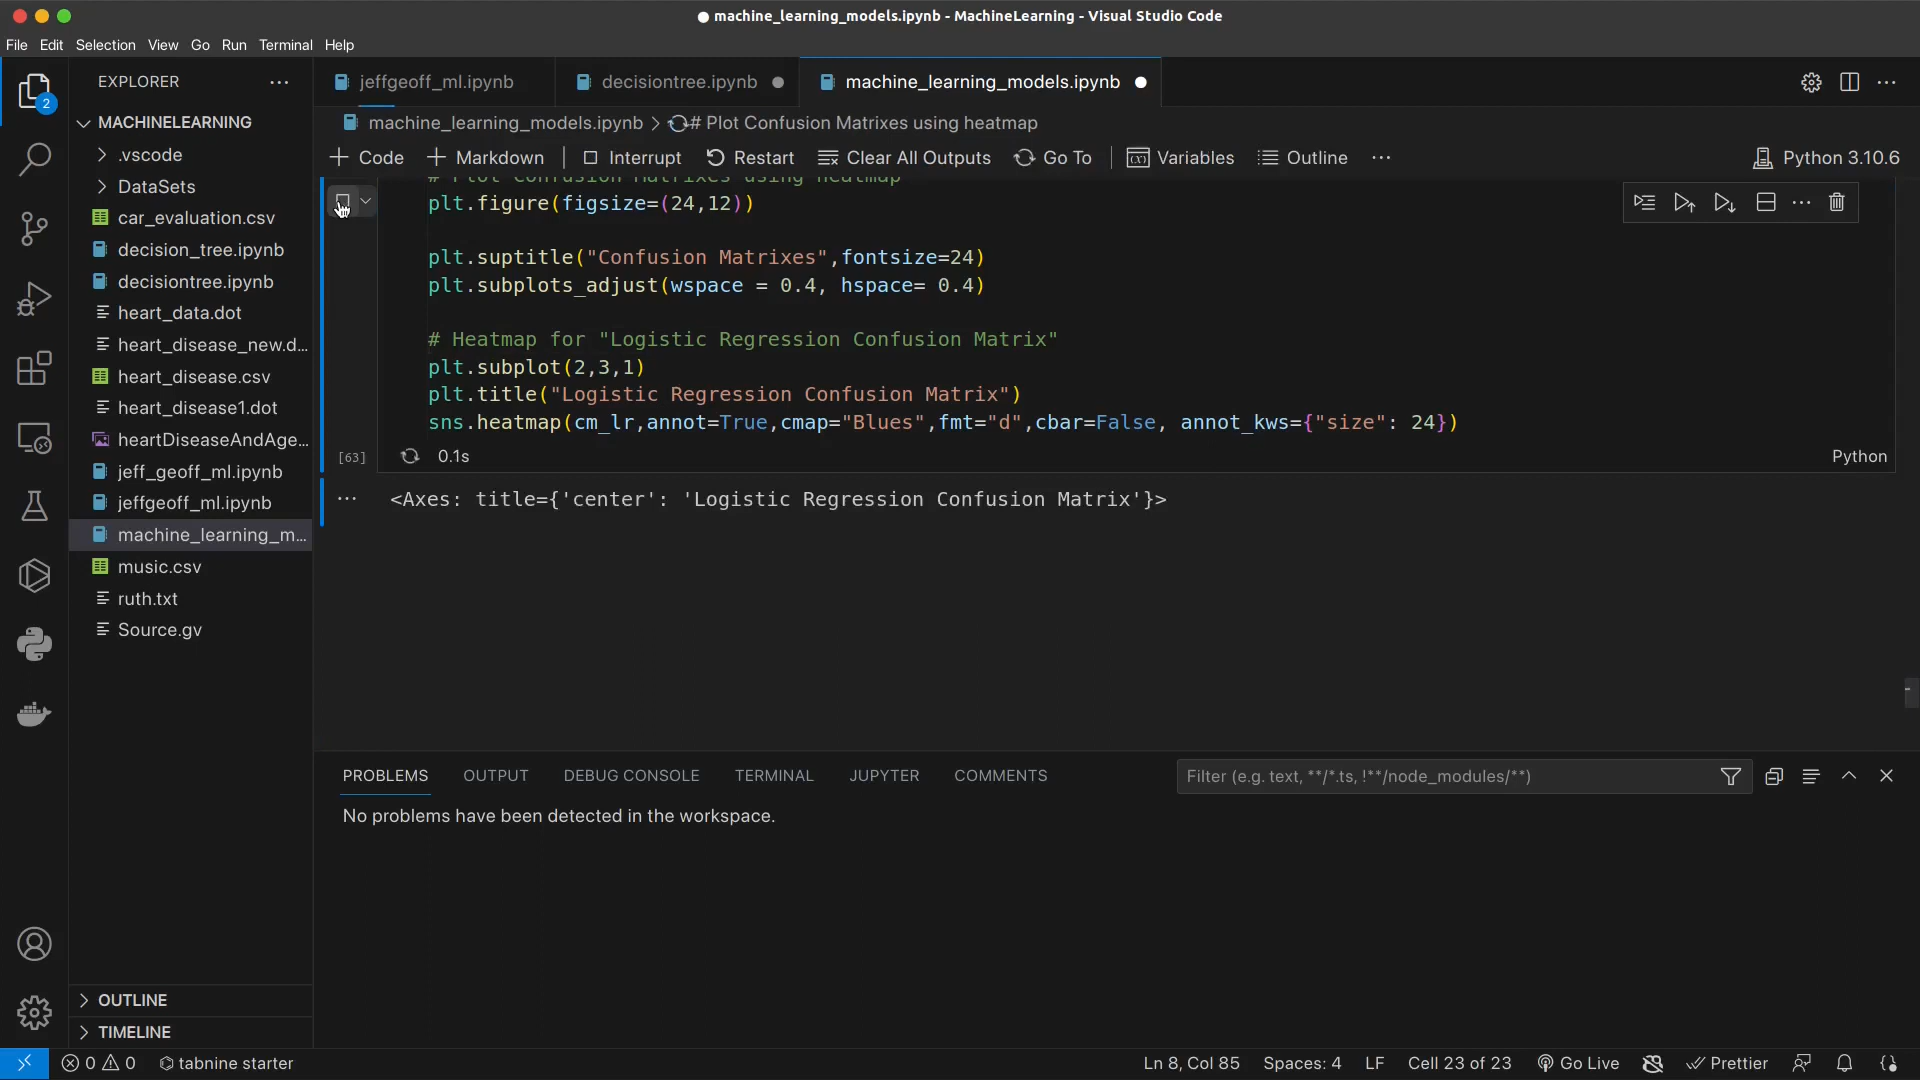 machine_learning_models.ipynb - MachineLearning - Visual Studio Code
File Edit Selection View Go Run Terminal Help
EXPLORER
2
MACHINELEARNING
.vscode
DataSets
car_evaluation.csv
decision_tree.ipynb
decisiontree.ipynb
heart_data.dot
heart_disease_new.d...
heart_disease.csv
heart_disease1.dot
heartDiseaseAndAge...
jeff_geoff_ml.ipynb
jeffgeoff_ml.ipynb
machine_learning_m...
music.csv
ruth.txt
Source.gv
OUTLINE
TIMELINE
jeffgeoff_ml.ipynb decisiontree.ipynb machine_learning_models.ipynb
machine_learning_models.ipynb > # Plot Confusion Matrixes using heatmap
Code Markdown Interrupt Restart Clear All Outputs Go To Variables Outline Python 3.10.6
# Plot Confusion Matrixes using heatmap
plt.figure(figsize=(24,12))
plt.suptitle("Confusion Matrixes",fontsize=24)
plt.subplots_adjust(wspace = 0.4, hspace= 0.4)
# Heatmap for "Logistic Regression Confusion Matrix"
plt.subplot(2,3,1)
plt.title("Logistic Regression Confusion Matrix")
sns.heatmap(cm_lr,annot=True,cmap="Blues",fmt="d",cbar=False, annot_kws={"size": 24})
[63] 0.1s Python
<Axes: title={'center': 'Logistic Regression Confusion Matrix'}>
PROBLEMS OUTPUT DEBUG CONSOLE TERMINAL JUPYTER COMMENTS Filter (e.g. text, **/*.ts, !**/node_modules/**)
No problems have been detected in the workspace.
0 0 tabnine starter Ln 8, Col 85 Spaces: 4 LF Cell 23 of 23 Go Live Prettier